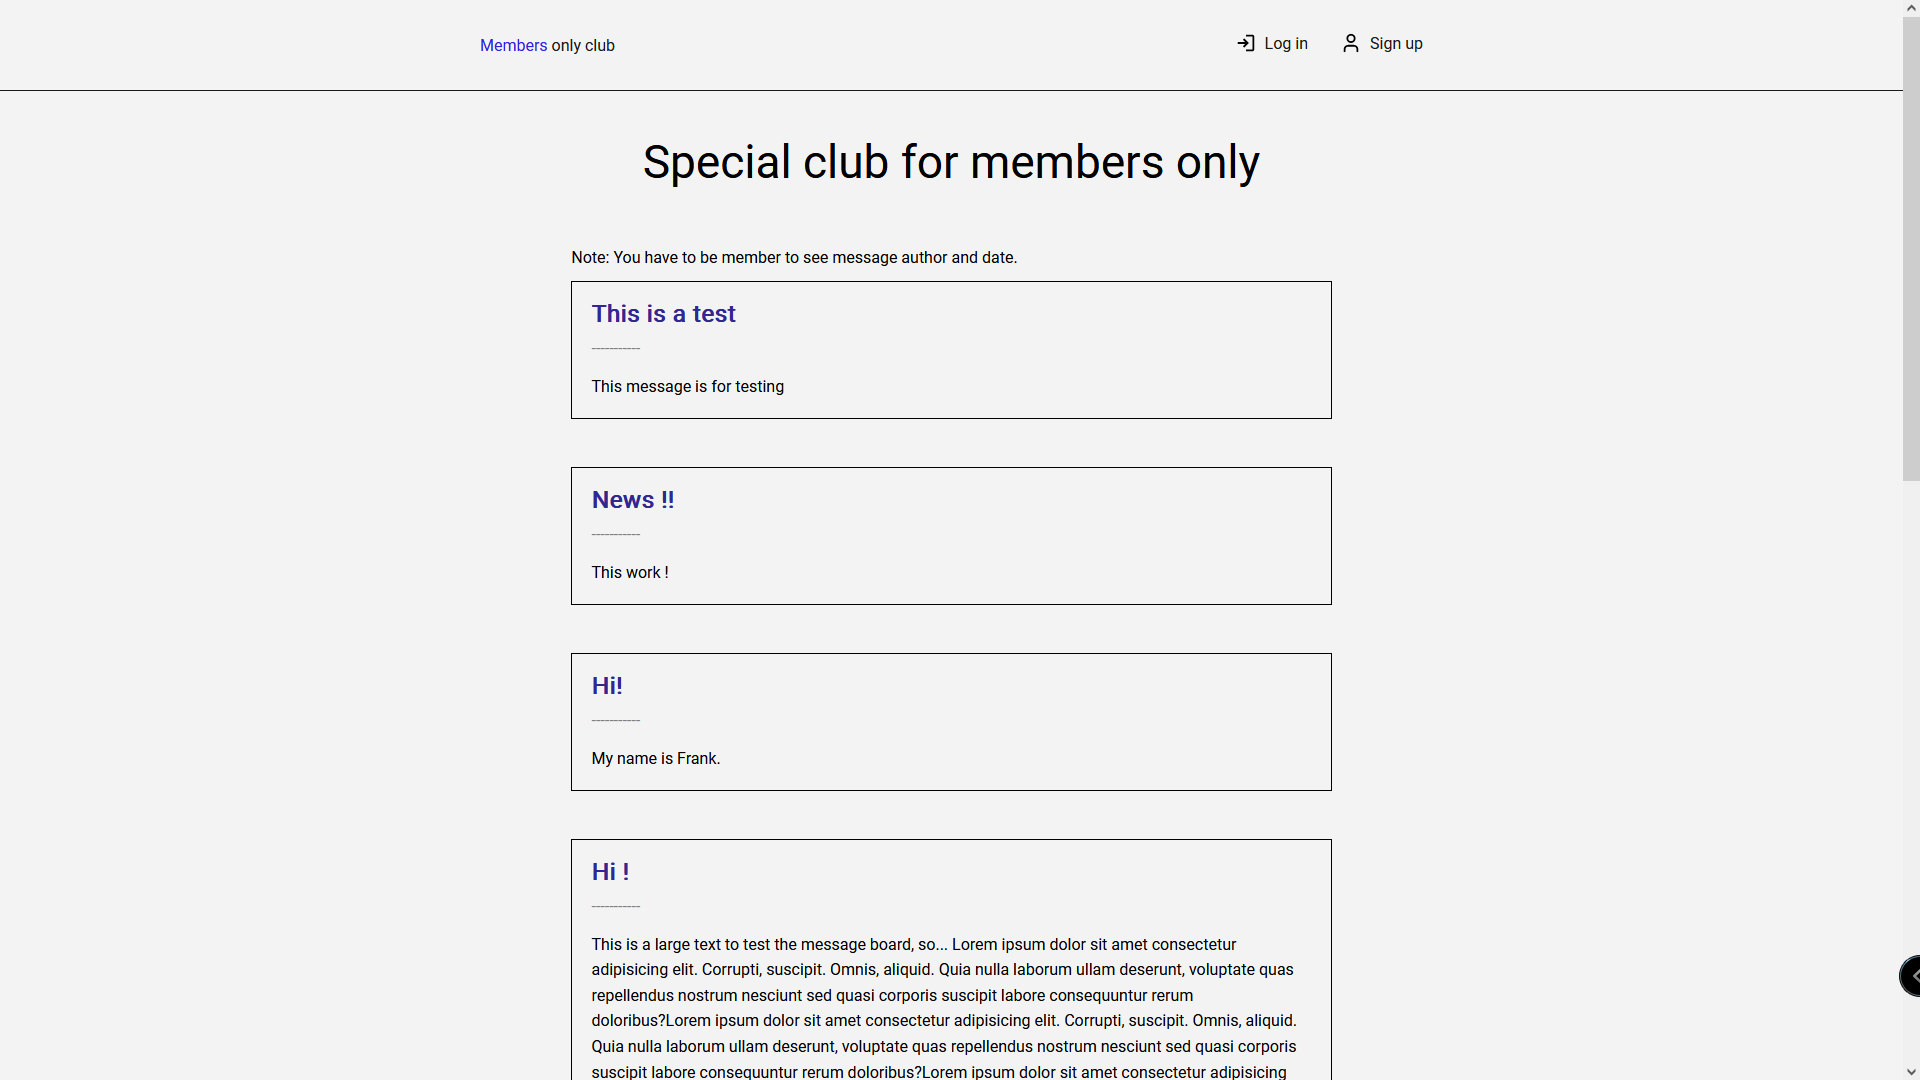 Members only club
Log in
Sign up
Special club for members only
Note: You have to be member to see message author and date.
This is a test
-----------
This message is for testing
News !!
-----------
This work !
Hi!
-----------
My name is Frank.
Hi !
-----------
This is a large text to test the message board, so... Lorem ipsum dolor sit amet consectetur
adipisicing elit. Corrupti, suscipit. Omnis, aliquid. Quia nulla laborum ullam deserunt, voluptate quas
repellendus nostrum nesciunt sed quasi corporis suscipit labore consequuntur rerum
doloribus?Lorem ipsum dolor sit amet consectetur adipisicing elit. Corrupti, suscipit. Omnis, aliquid.
Quia nulla laborum ullam deserunt, voluptate quas repellendus nostrum nesciunt sed quasi corporis
suscipit labore consequuntur rerum doloribus?Lorem ipsum dolor sit amet consectetur adipisicing